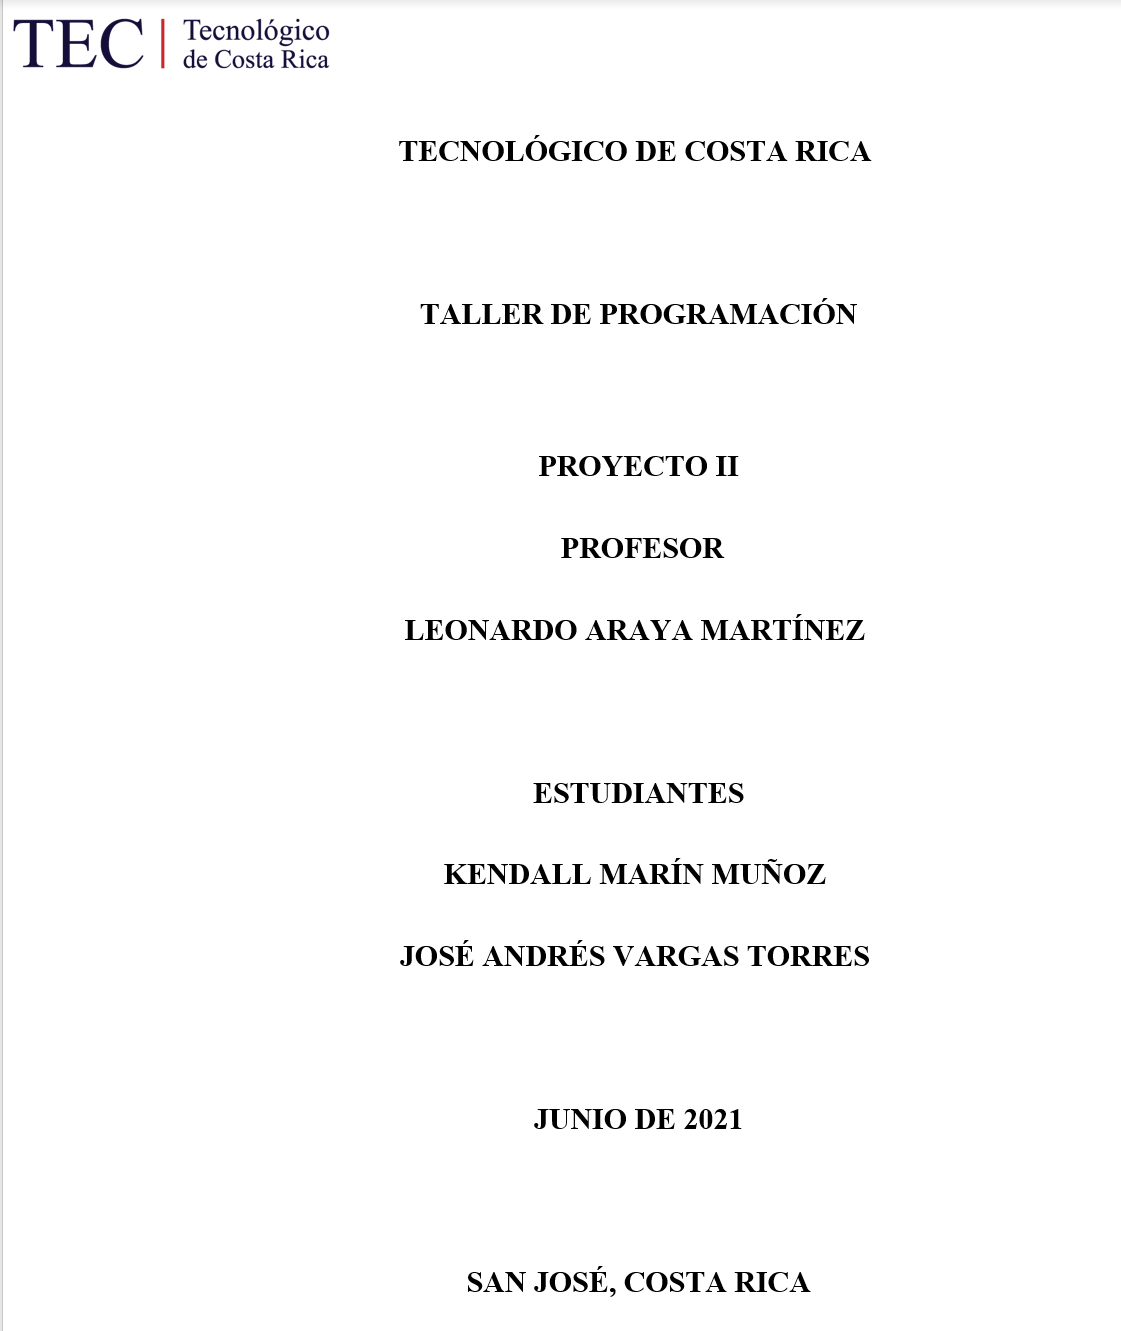 TEC | Tecnológico
de Costa Rica
TECNOLÓGICO DE COSTA RICA
TALLER DE PROGRAMACIÓN
PROYECTO II
PROFESOR
LEONARDO ARAYA MARTÍNEZ
ESTUDIANTES
KENDALL MARÍN MUÑOZ
JOSÉ ANDRÉS VARGAS TORRES
JUNIO DE 2021
SAN JOSÉ, COSTA RICA